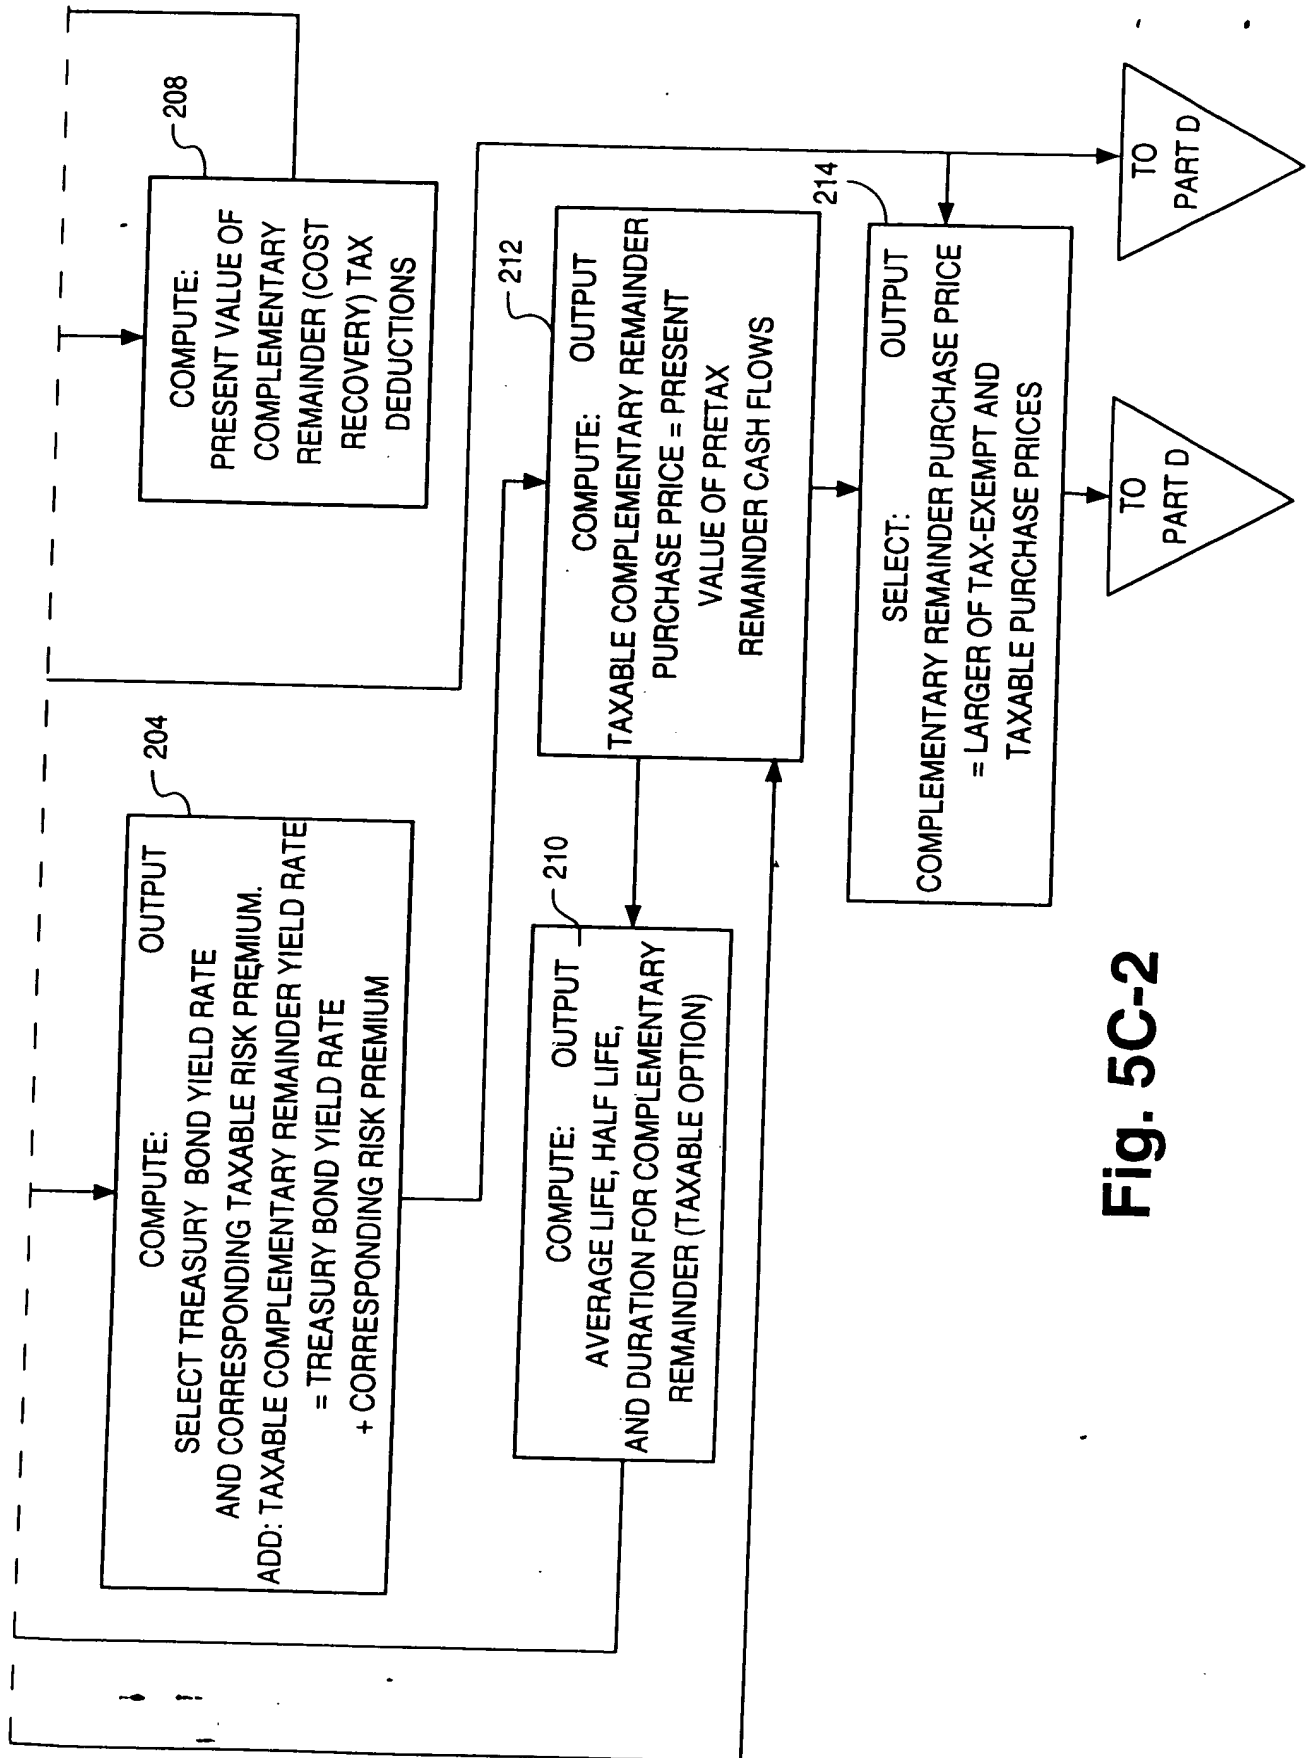 COMPUTE: OUTPUT
SELECT TREASURY BOND YIELD RATE
AND CORRESPONDING TAXABLE RISK PREMIUM.
ADD: TAXABLE COMPLEMENTARY REMAINDER YIELD RATE
= TREASURY BOND YIELD RATE
+ CORRESPONDING RISK PREMIUM
204
COMPUTE:
PRESENT VALUE OF
COMPLEMENTARY
REMAINDER (COST
RECOVERY) TAX
DEDUCTIONS
208
COMPUTE: OUTPUT
AVERAGE LIFE, HALF LIFE,
AND DURATION FOR COMPLEMENTARY
REMAINDER (TAXABLE OPTION)
210
COMPUTE: OUTPUT
TAXABLE COMPLEMENTARY REMAINDER
PURCHASE PRICE = PRESENT
VALUE OF PRETAX
REMAINDER CASH FLOWS
212
SELECT: OUTPUT
COMPLEMENTARY REMAINDER PURCHASE PRICE
= LARGER OF TAX-EXEMPT AND
TAXABLE PURCHASE PRICES
214
TO
PART D
TO
PART D
Fig. 5C-2